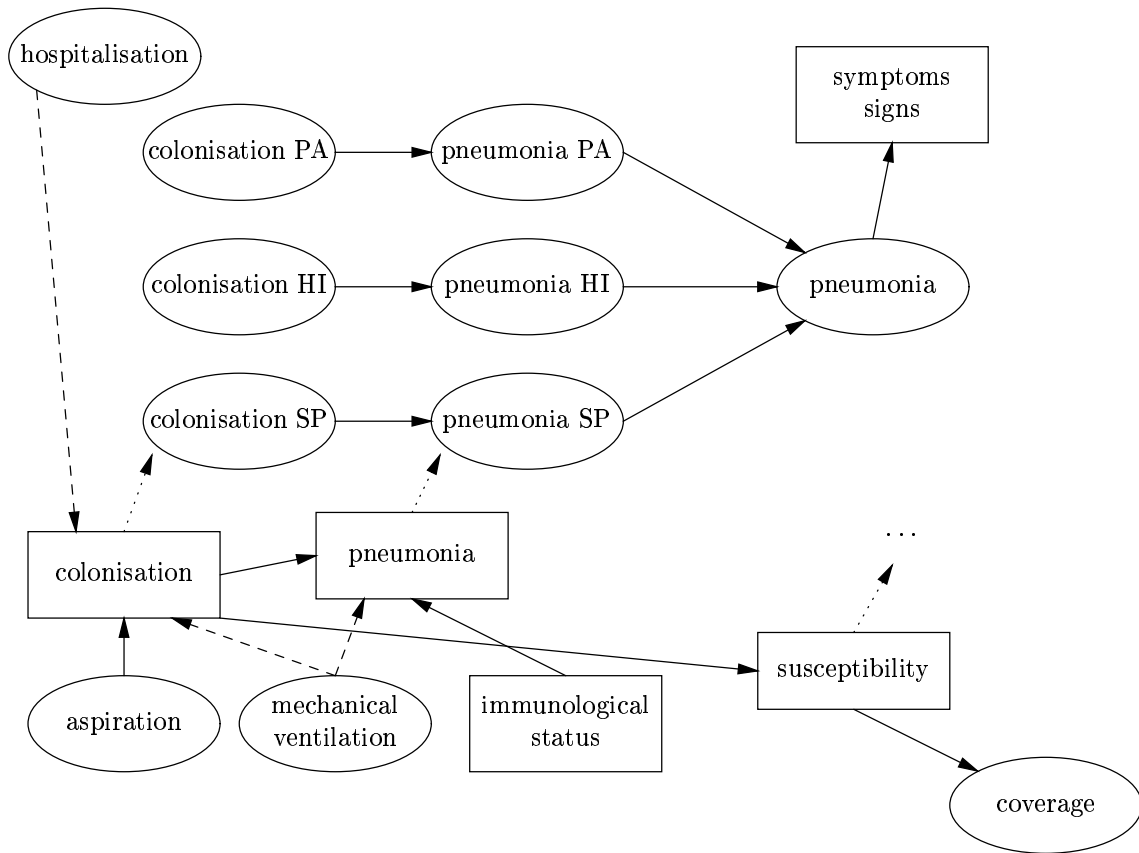 hospitalisation
symptoms
signs
colonisation PA
pneumonia PA
colonisation HI
pneumonia HI
pneumonia
colonisation SP
pneumonia SP
...
colonisation
pneumonia
susceptibility
aspiration
mechanical
ventilation
immunological
status
coverage